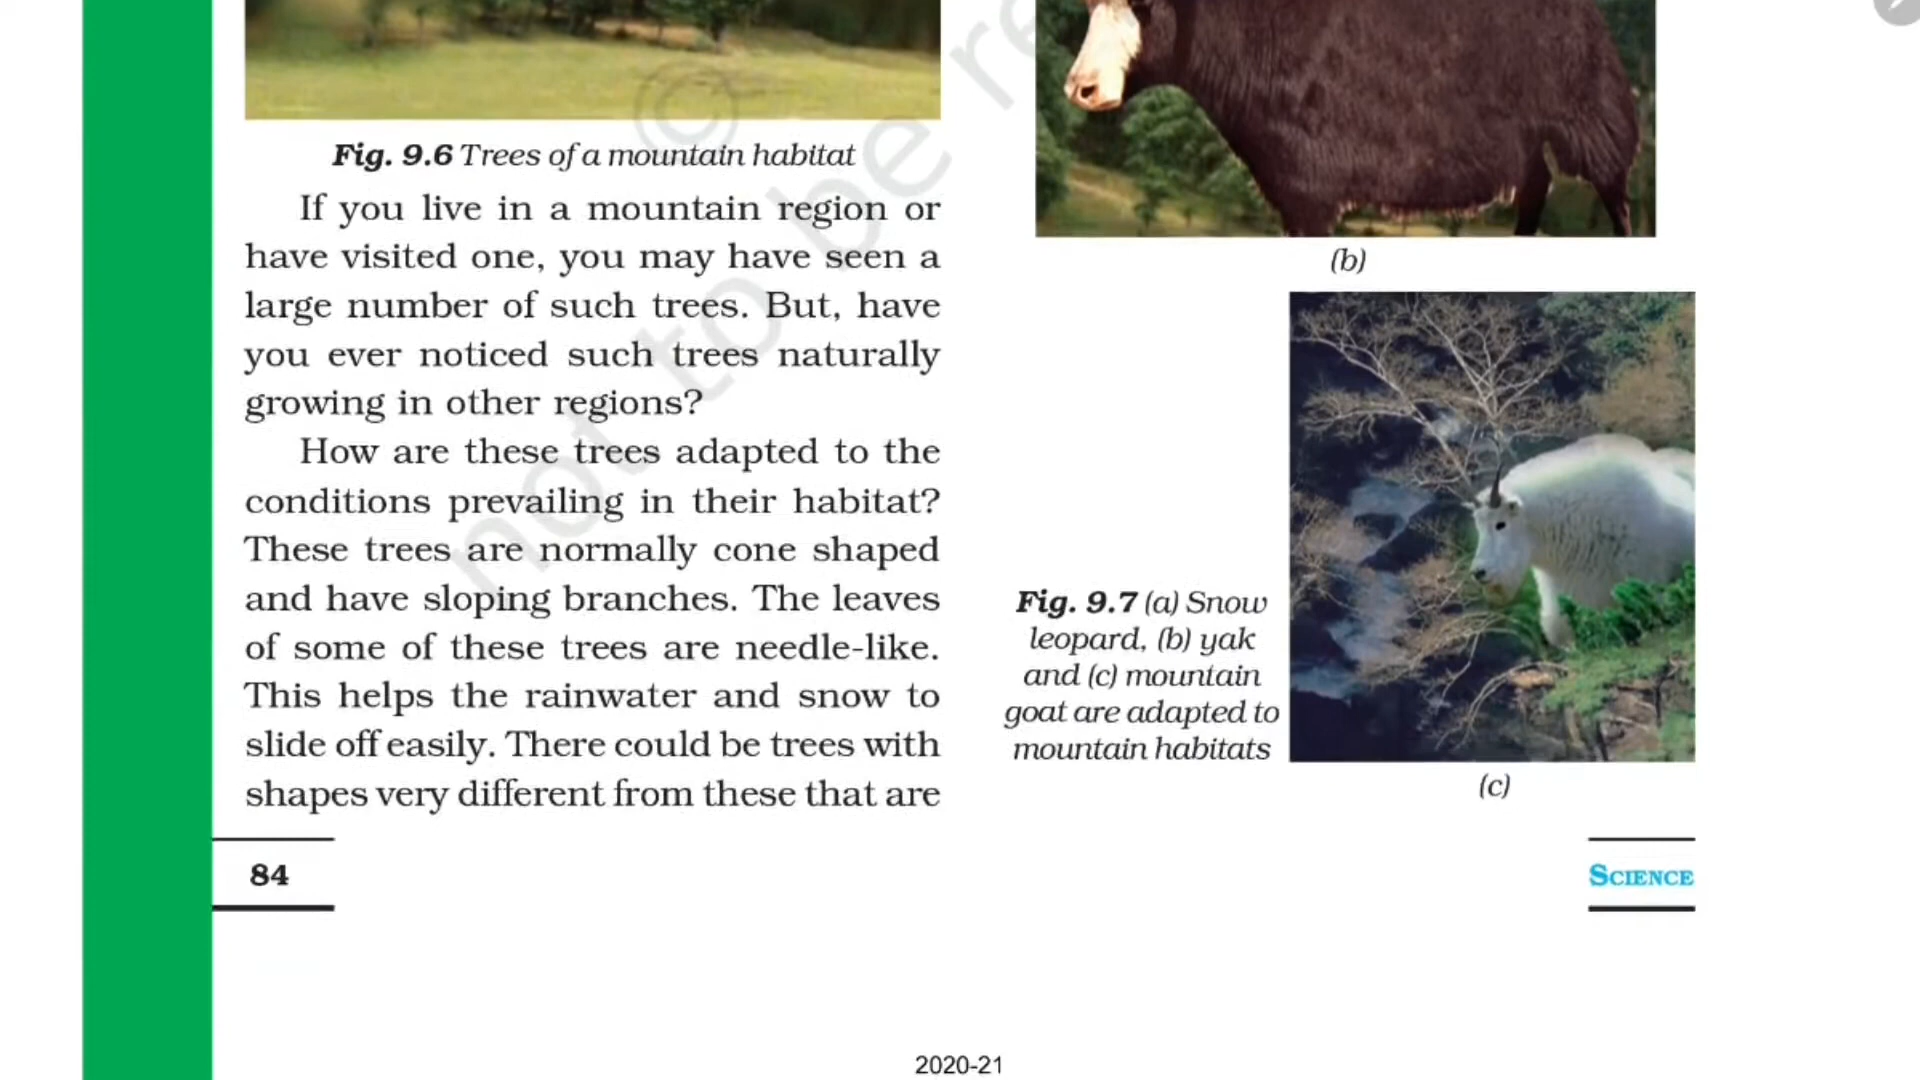 Fig. 9.6 Trees of a mountain habitat
If you live in a mountain region or
have visited one, you may have seen a
large number of such trees. But, have
you ever noticed such trees naturally
growing in other regions?
How are these trees adapted to the
conditions prevailing in their habitat?
These trees are normally cone shaped
and have sloping branches. The leaves
of some of these trees are needle-like.
This helps the rainwater and snow to
slide off easily. There could be trees with
shapes very different from these that are
(b)
Fig. 9.7 (a) Snow
leopard, (b) yak
and (c) mountain
goat are adapted to
mountain habitats
(c)
84
SCIENCE
2020-21
© not to be re